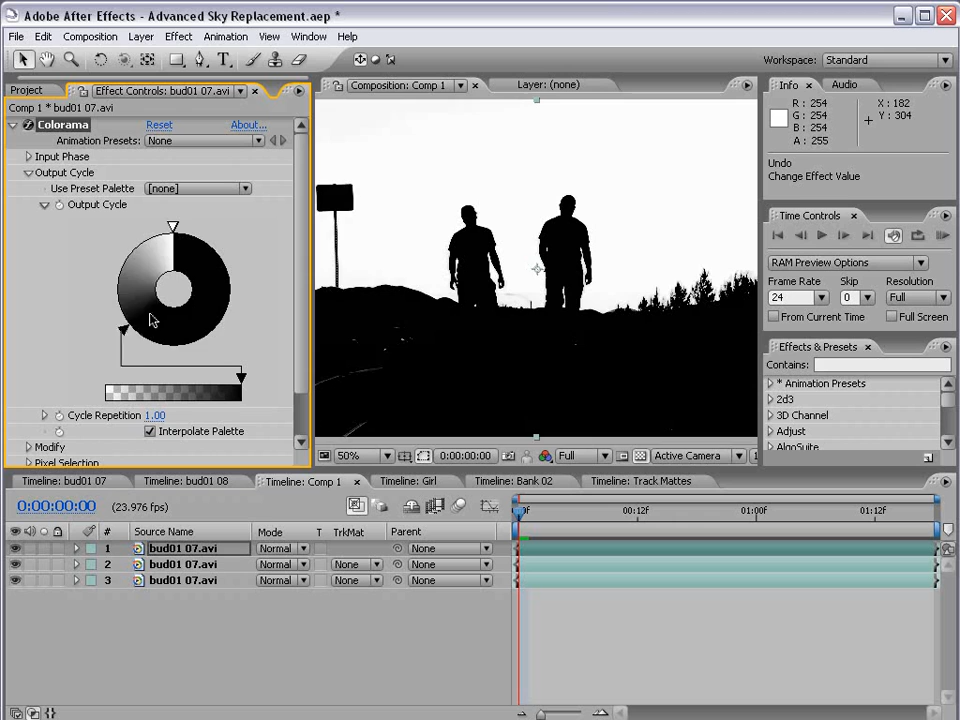 Adobe After Effects - Advanced Sky Replacement.aep *
File Edit Composition Layer Effect Animation View Window Help
Workspace: Standard
Project Effect Controls: bud01 07.avi
Comp 1 * bud01 07.avi
Colorama Reset About...
Animation Presets: None
Input Phase
Output Cycle
Use Preset Palette [none]
Output Cycle
Cycle Repetition 1.00
Interpolate Palette
Modify
Pixel Selection
Composition: Comp 1 Layer: (none)
50% 0:00:00:00 Full Active Camera 1
Info Audio
R : 254
G : 254
B : 254
A : 255
X : 182
Y : 304
Undo
Change Effect Value
Time Controls
RAM Preview Options
Frame Rate Skip Resolution
24 0 Full
From Current Time Full Screen
Effects & Presets
Contains:
* Animation Presets
2d3
3D Channel
Adjust
AlgoSuite
Timeline: bud01 07 Timeline: bud01 08 Timeline: Comp 1 Timeline: Girl Timeline: Bank 02 Timeline: Track Mattes
0:00:00:00 (23.976 fps)
00:12f 01:00f 01:12f
# Source Name Mode T TrkMat Parent
1 bud01 07.avi Normal None
2 bud01 07.avi Normal None None
3 bud01 07.avi Normal None None